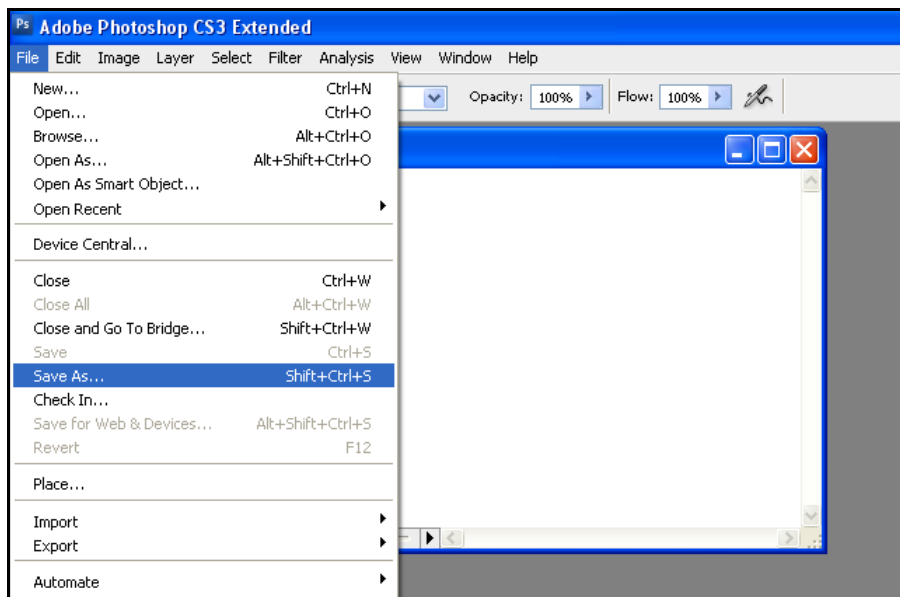 Ps Adobe Photoshop CS3 Extended
File Edit Image Layer Select Filter Analysis View Window Help
Opacity: 100% Flow: 100%
New... Ctrl+N
Open... Ctrl+O
Browse... Alt+Ctrl+O
Open As... Alt+Shift+Ctrl+O
Open As Smart Object...
Open Recent
Device Central...
Close Ctrl+W
Close All Alt+Ctrl+W
Close and Go To Bridge... Shift+Ctrl+W
Save Ctrl+S
Save As... Shift+Ctrl+S
Check In...
Save for Web & Devices... Alt+Shift+Ctrl+S
Revert F12
Place...
Import
Export
Automate